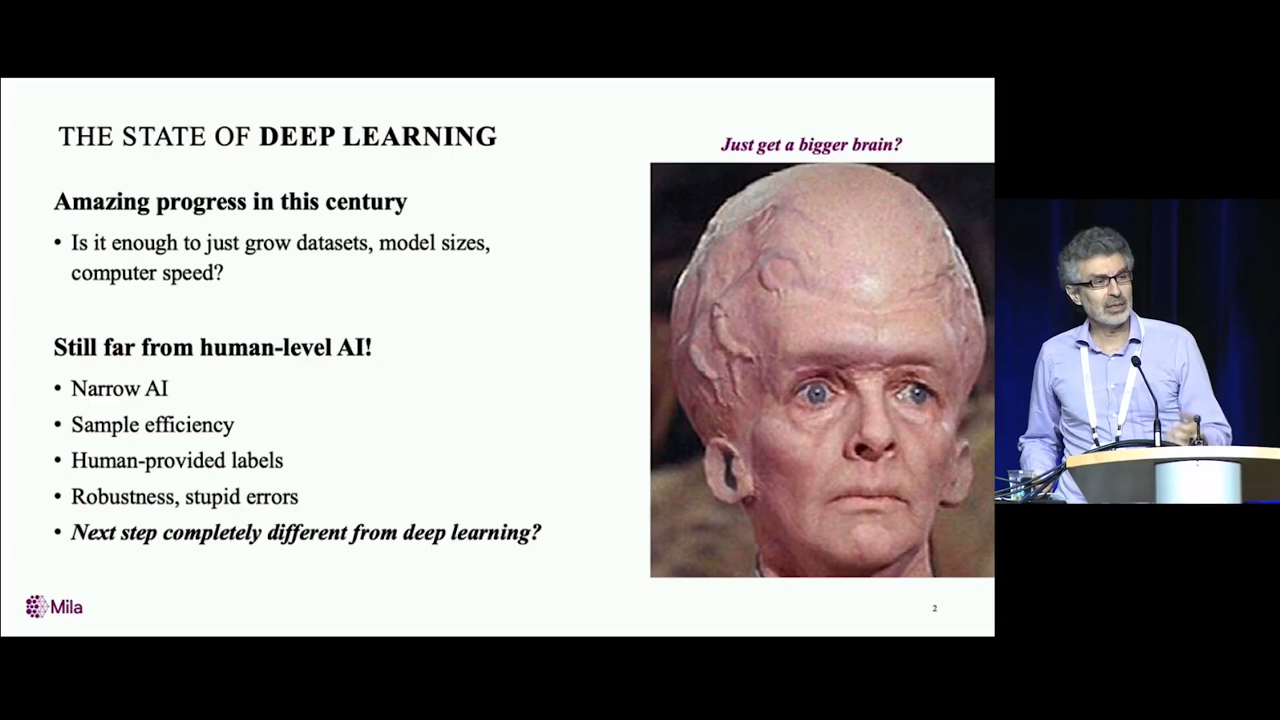 THE STATE OF DEEP LEARNING
Just get a bigger brain?
Amazing progress in this century
• Is it enough to just grow datasets, model sizes,
computer speed?
Still far from human-level AI!
• Narrow AI
• Sample efficiency
• Human-provided labels
• Robustness, stupid errors
• Next step completely different from deep learning?
Mila
2